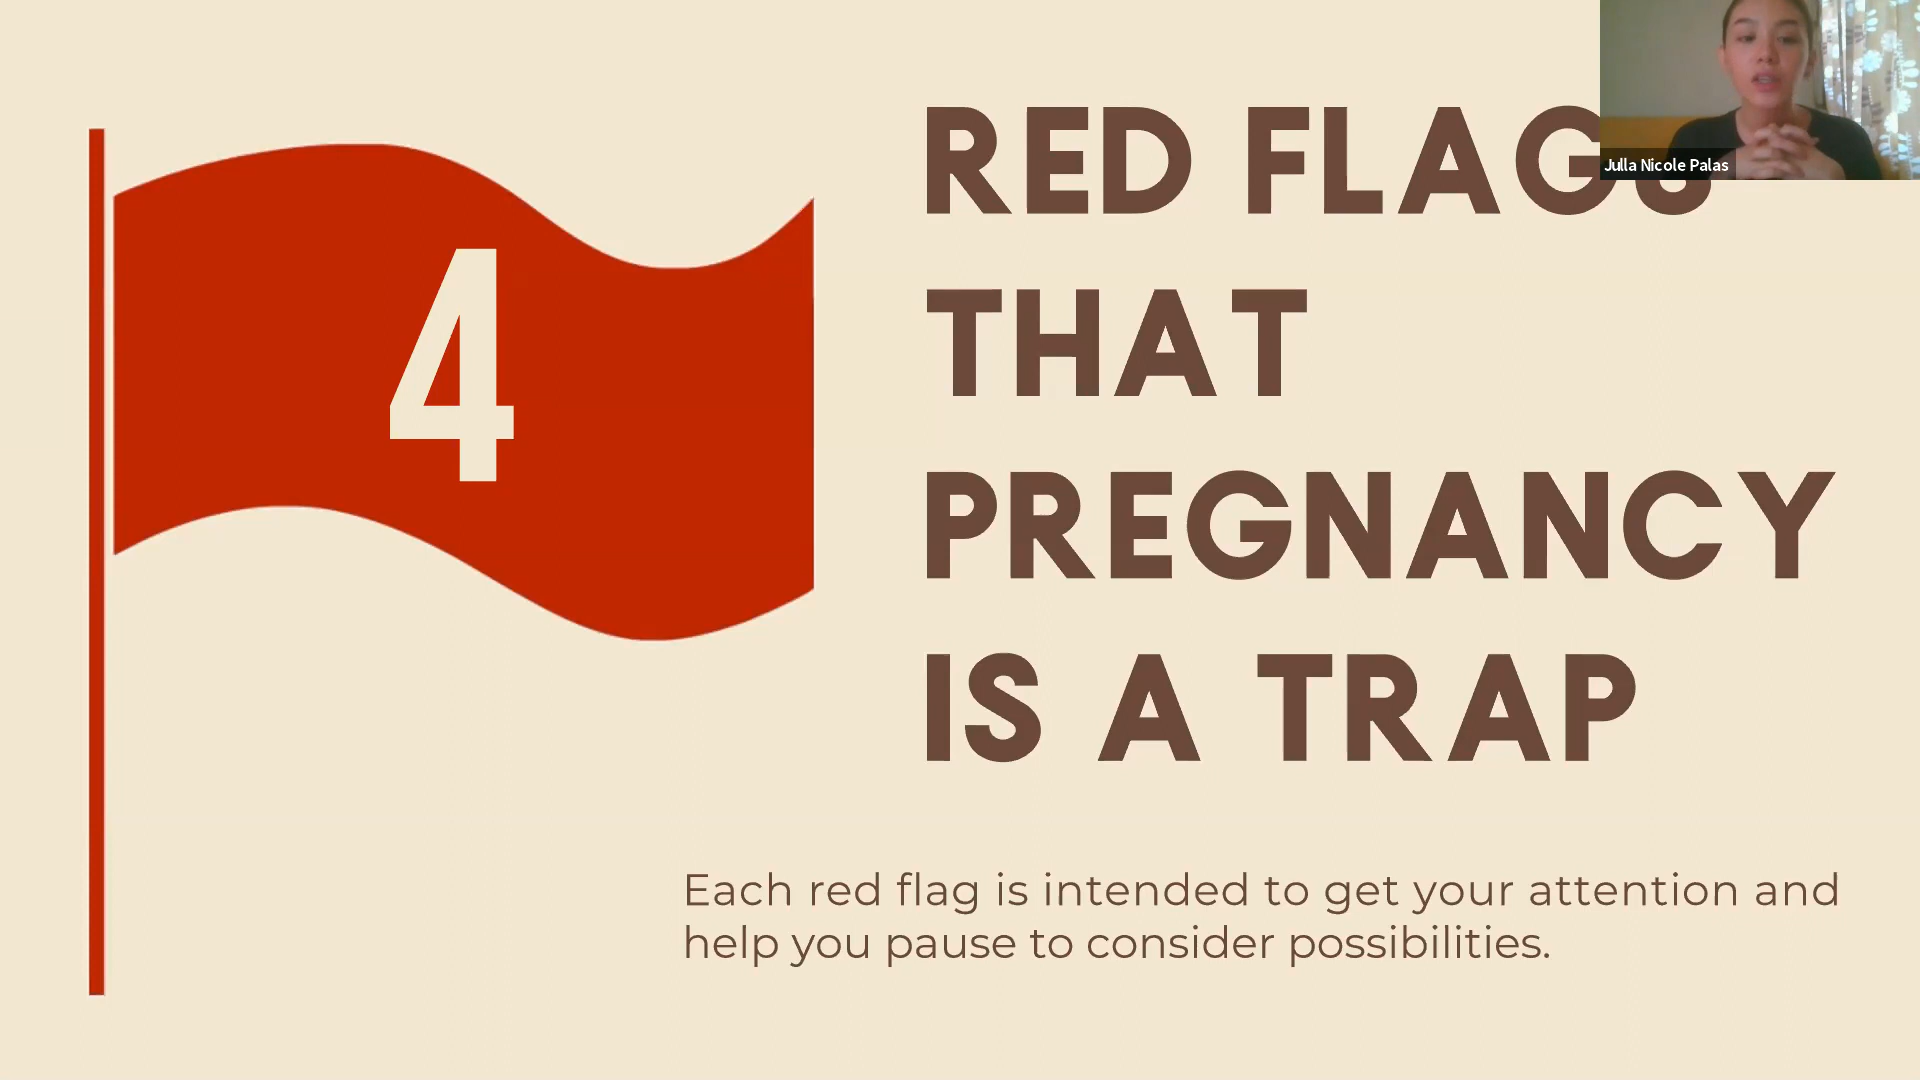 4
RED FLAGS
THAT
PREGNANCY
IS A TRAP
Julla Nicole Palas
Each red flag is intended to get your attention and
help you pause to consider possibilities.